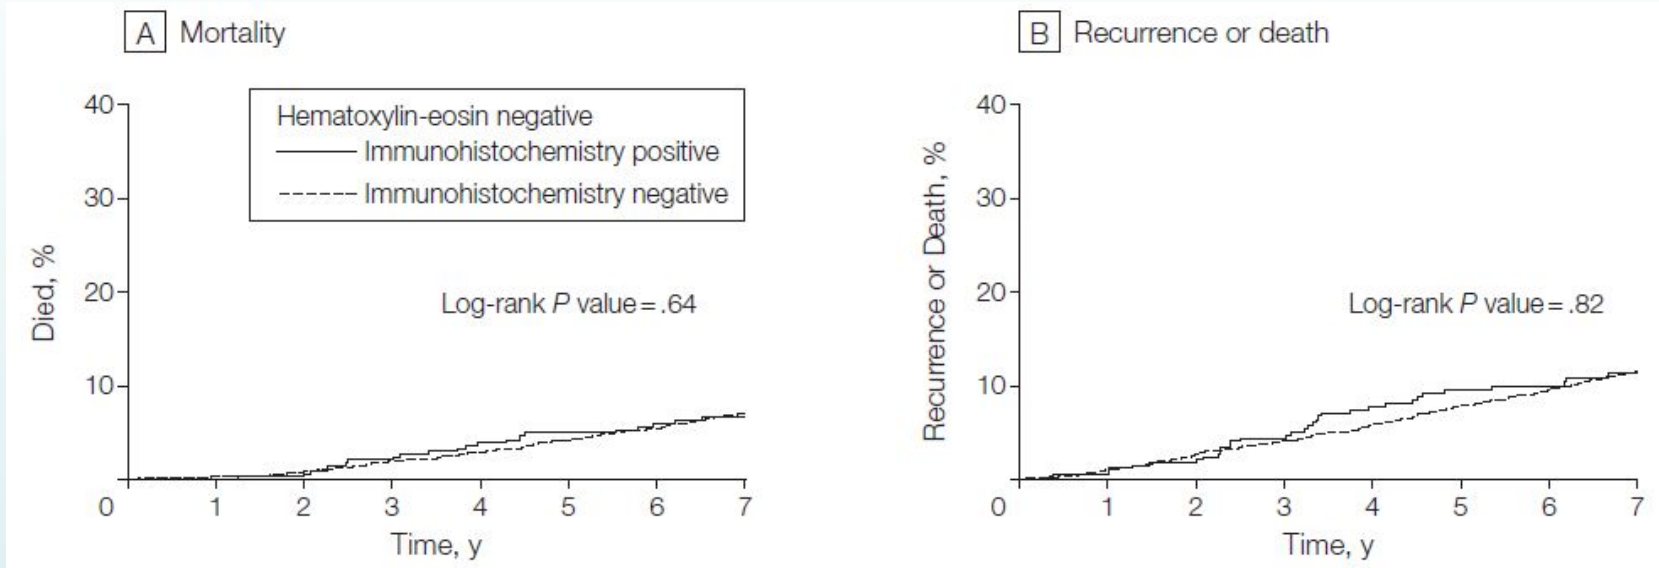 A Mortality
40
30
20
10
0
Died, %
Hematoxylin-eosin negative
Immunohistochemistry positive
Immunohistochemistry negative
Log-rank P value = .64
1 2 3 4 5 6 7
Time, y
B Recurrence or death
40
30
20
10
0
Recurrence or Death, %
Log-rank P value = .82
1 2 3 4 5 6 7
Time, y